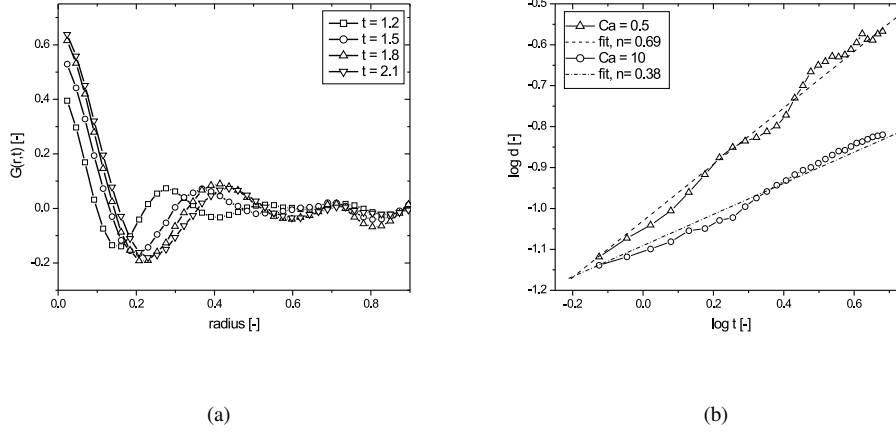 t = 1.2
t = 1.5
t = 1.8
t = 2.1
0.6
0.4
0.2
0.0
-0.2
G(r,t) [-]
0.0 0.2 0.4 0.6 0.8
radius [-]
(a)
Ca = 0.5
fit, n= 0.69
Ca = 10
fit, n= 0.38
-0.5
-0.6
-0.7
-0.8
-0.9
-1.0
-1.1
-1.2
log d [-]
-0.2 0.0 0.2 0.4 0.6
log t [-]
(b)